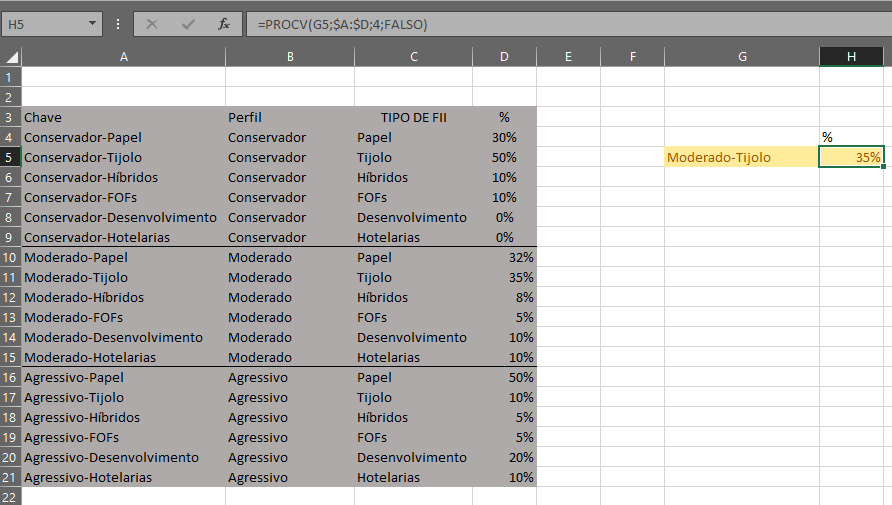 H5 fx =PROCV(G5;$A:$D;4;FALSO)
A B C D E F G H
1
2
3 Chave Perfil TIPO DE FII %
4 Conservador-Papel Conservador Papel 30% %
5 Conservador-Tijolo Conservador Tijolo 50% Moderado-Tijolo 35%
6 Conservador-Híbridos Conservador Híbridos 10%
7 Conservador-FOFs Conservador FOFs 10%
8 Conservador-Desenvolvimento Conservador Desenvolvimento 0%
9 Conservador-Hotelarias Conservador Hotelarias 0%
10 Moderado-Papel Moderado Papel 32%
11 Moderado-Tijolo Moderado Tijolo 35%
12 Moderado-Híbridos Moderado Híbridos 8%
13 Moderado-FOFs Moderado FOFs 5%
14 Moderado-Desenvolvimento Moderado Desenvolvimento 10%
15 Moderado-Hotelarias Moderado Hotelarias 10%
16 Agressivo-Papel Agressivo Papel 50%
17 Agressivo-Tijolo Agressivo Tijolo 10%
18 Agressivo-Híbridos Agressivo Híbridos 5%
19 Agressivo-FOFs Agressivo FOFs 5%
20 Agressivo-Desenvolvimento Agressivo Desenvolvimento 20%
21 Agressivo-Hotelarias Agressivo Hotelarias 10%
22